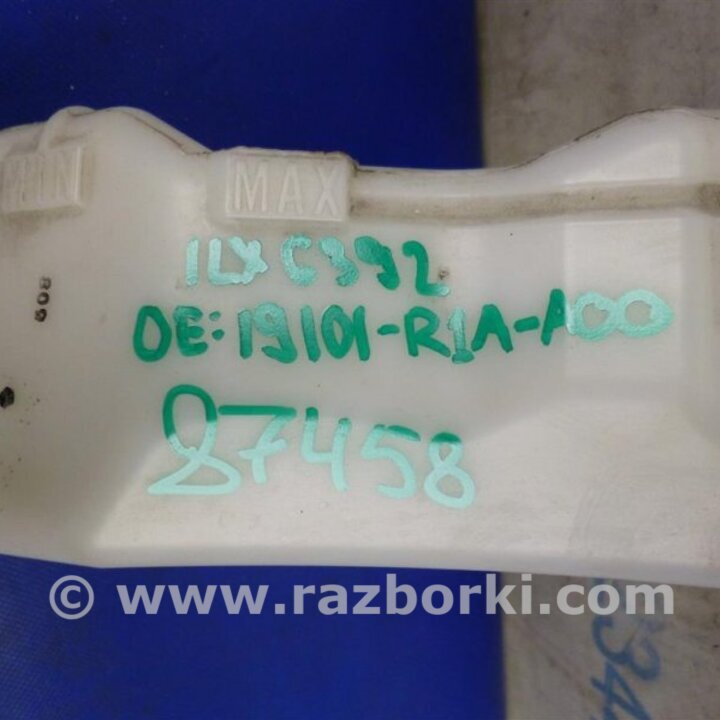 MIN MAX
ILX C392
OE: 19101-R1A-A00
87458
© www.razborki.com